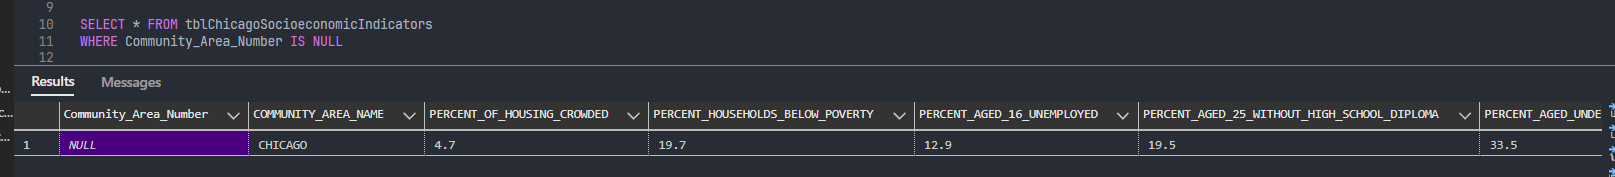 9
10 SELECT * FROM tblChicagoSocioeconomicIndicators
11 WHERE Community_Area_Number IS NULL
12
Results Messages
Community_Area_Number COMMUNITY_AREA_NAME PERCENT_OF_HOUSING_CROWDED PERCENT_HOUSEHOLDS_BELOW_POVERTY PERCENT_AGED_16_UNEMPLOYED PERCENT_AGED_25_WITHOUT_HIGH_SCHOOL_DIPLOMA PERCENT_AGED_UNDE
1 NULL CHICAGO 4.7 19.7 12.9 19.5 33.5